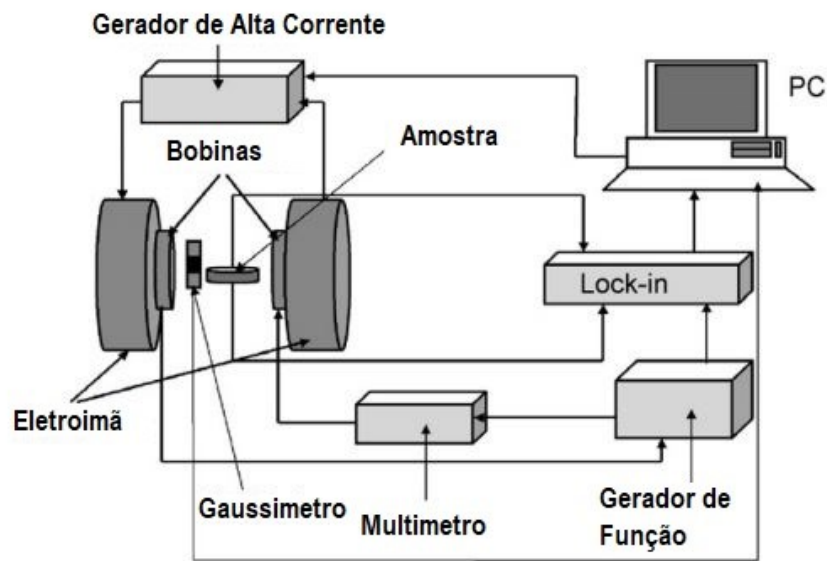 Gerador de Alta Corrente
PC
Bobinas
Amostra
Lock-in
Eletroimã
Gaussimetro
Multimetro
Gerador de
Função